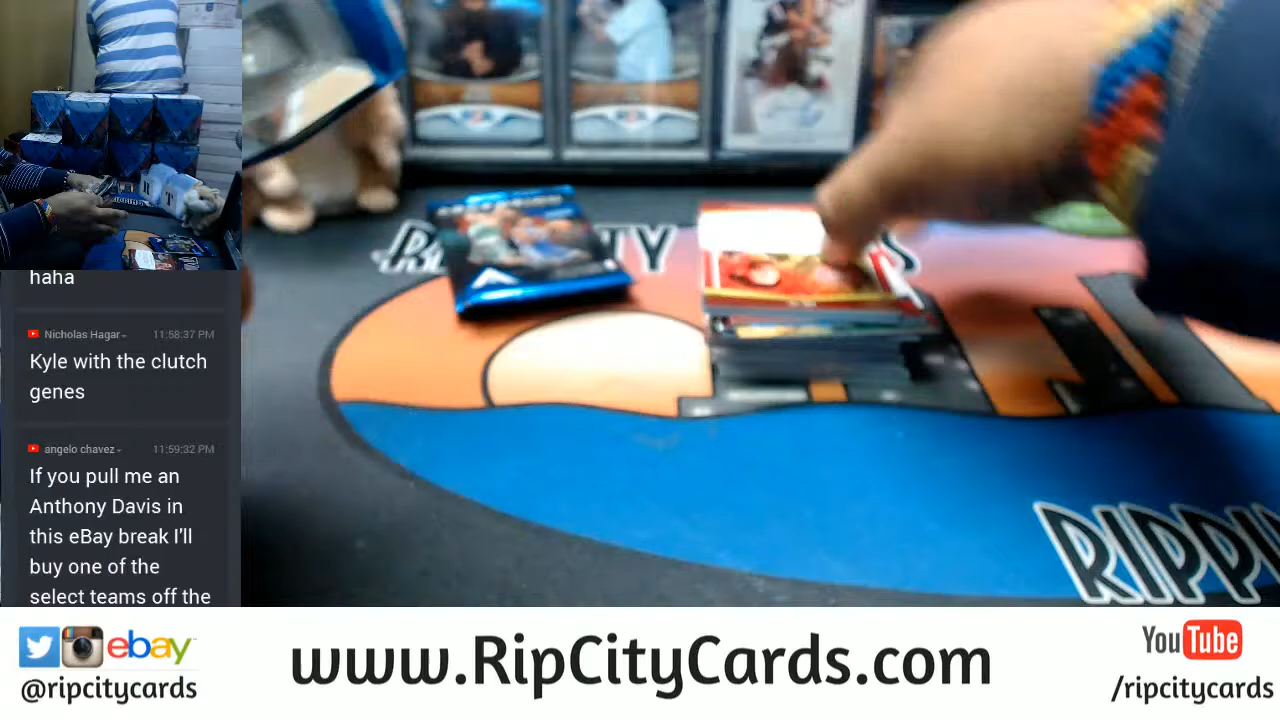 haha
Nicholas Hagar 11:58:37 PM
Kyle with the clutch
genes
angelo chavez 11:59:32 PM
If you pull me an
Anthony Davis in
this eBay break I'll
buy one of the
select teams off the
ebay
@ripcitycards
www.RipCityCards.com
YouTube
/ripcitycards